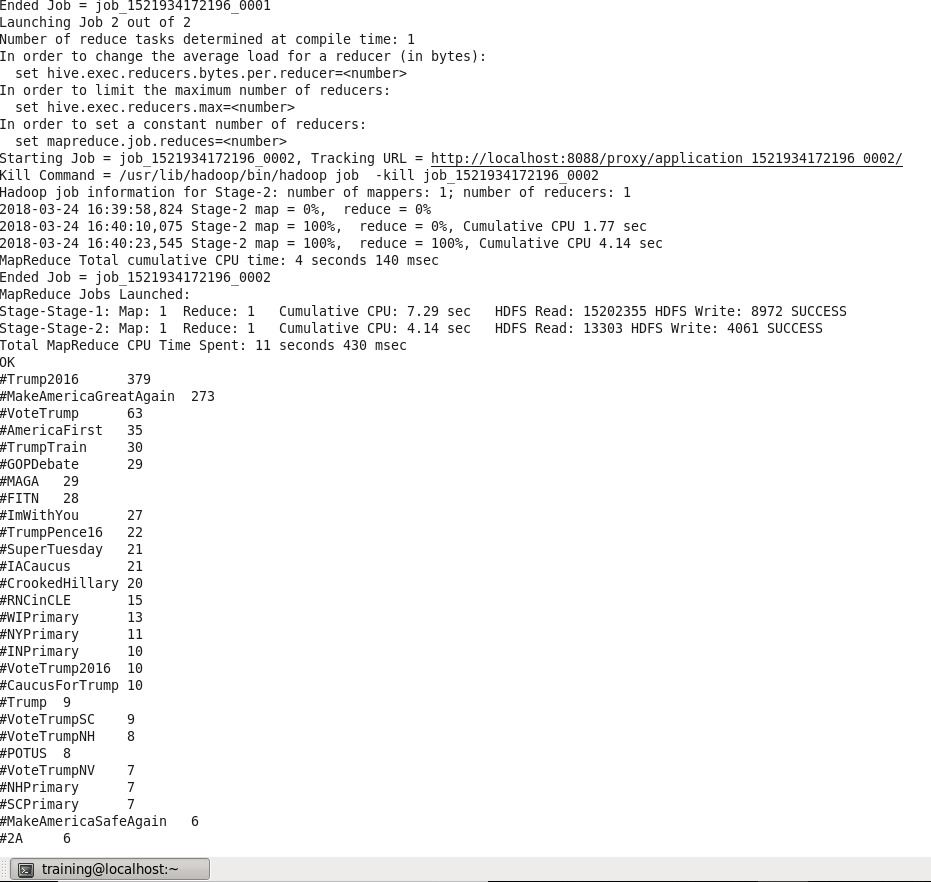 Ended Job = job_1521934172196_0001
Launching Job 2 out of 2
Number of reduce tasks determined at compile time: 1
In order to change the average load for a reducer (in bytes):
  set hive.exec.reducers.bytes.per.reducer=<number>
In order to limit the maximum number of reducers:
  set hive.exec.reducers.max=<number>
In order to set a constant number of reducers:
  set mapreduce.job.reduces=<number>
Starting Job = job_1521934172196_0002, Tracking URL = http://localhost:8088/proxy/application_1521934172196_0002/
Kill Command = /usr/lib/hadoop/bin/hadoop job  -kill job_1521934172196_0002
Hadoop job information for Stage-2: number of mappers: 1; number of reducers: 1
2018-03-24 16:39:58,824 Stage-2 map = 0%,  reduce = 0%
2018-03-24 16:40:10,075 Stage-2 map = 100%,  reduce = 0%, Cumulative CPU 1.77 sec
2018-03-24 16:40:23,545 Stage-2 map = 100%,  reduce = 100%, Cumulative CPU 4.14 sec
MapReduce Total cumulative CPU time: 4 seconds 140 msec
Ended Job = job_1521934172196_0002
MapReduce Jobs Launched:
Stage-Stage-1: Map: 1  Reduce: 1   Cumulative CPU: 7.29 sec   HDFS Read: 15202355 HDFS Write: 8972 SUCCESS
Stage-Stage-2: Map: 1  Reduce: 1   Cumulative CPU: 4.14 sec   HDFS Read: 13303 HDFS Write: 4061 SUCCESS
Total MapReduce CPU Time Spent: 11 seconds 430 msec
OK
#Trump2016      379
#MakeAmericaGreatAgain  273
#VoteTrump      63
#AmericaFirst   35
#TrumpTrain     30
#GOPDebate      29
#MAGA   29
#FITN   28
#ImWithYou      27
#TrumpPence16   22
#SuperTuesday   21
#IACaucus       21
#CrookedHillary 20
#RNCinCLE       15
#WIPrimary      13
#NYPrimary      11
#INPrimary      10
#VoteTrump2016  10
#CaucusForTrump 10
#Trump  9
#VoteTrumpSC    9
#VoteTrumpNH    8
#POTUS  8
#VoteTrumpNV    7
#NHPrimary      7
#SCPrimary      7
#MakeAmericaSafeAgain   6
#2A     6
training@localhost:~